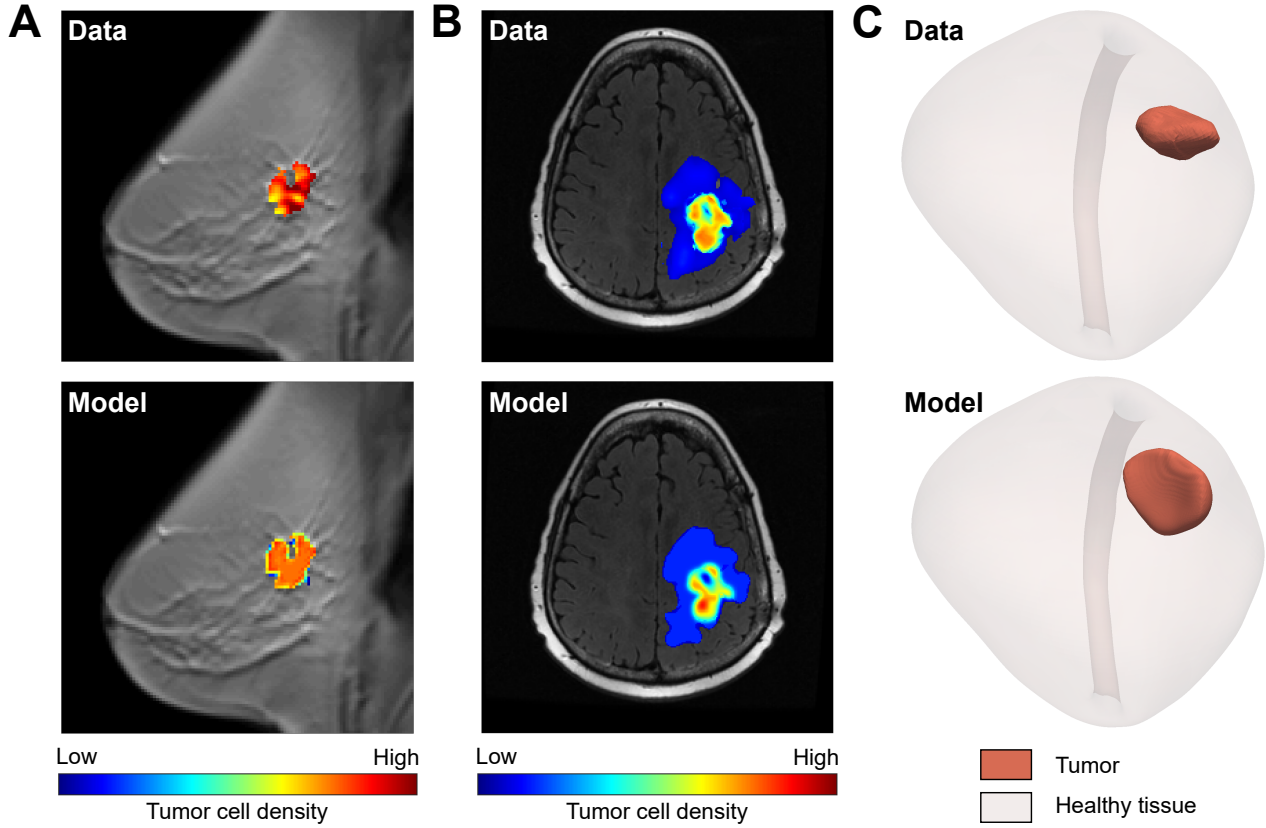 A
Data
B
Data
C
Data
Model
Model
Model
Low
High
Tumor cell density
Low
High
Tumor cell density
Tumor
Healthy tissue